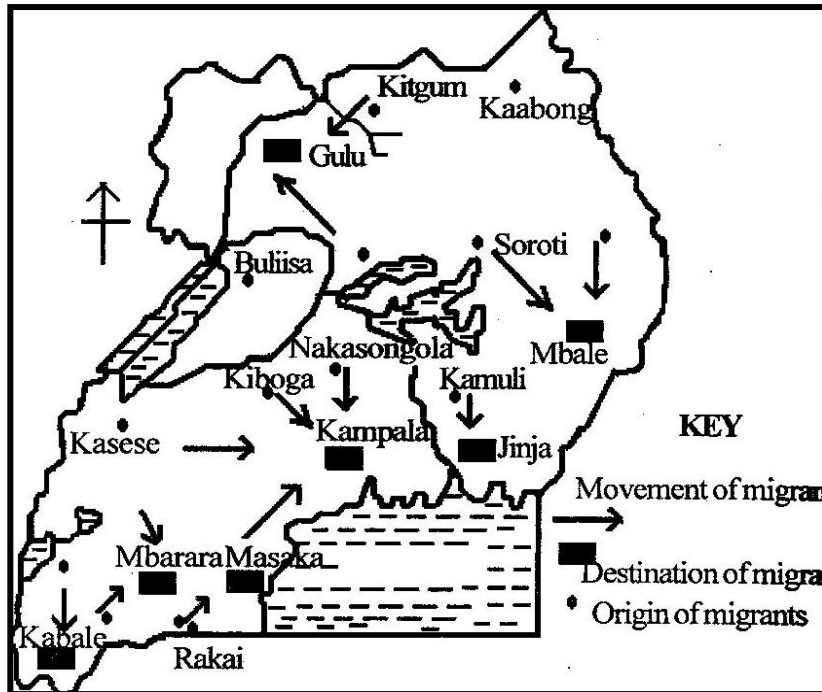 Kitgum
Kaabong
Gulu
Soroti
Buliisa
Mbale
Nakasongola
Kiboga
Kamuli
Kampala
Jinja
Kasese
KEY
Movement of migran
Mbarara
Masaka
Destination of migra
Origin of migrants
Kabale
Rakai